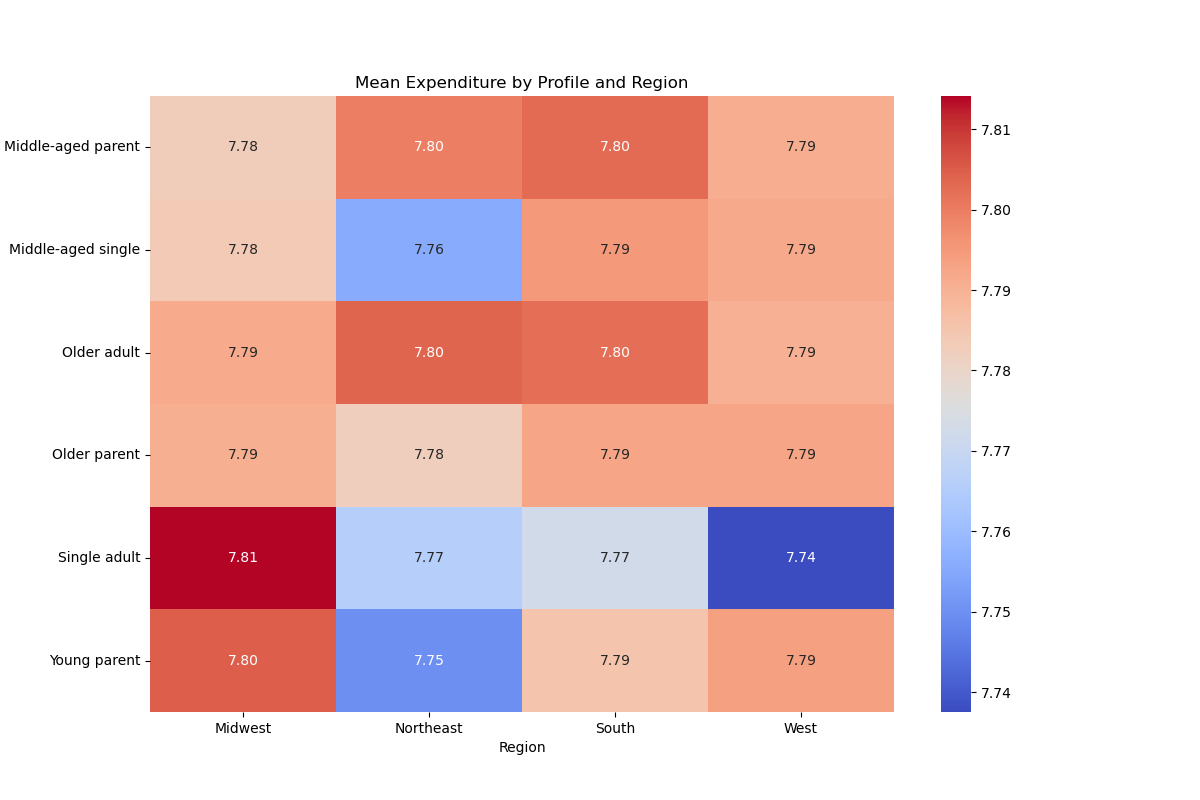 Mean Expenditure by Profile and Region
Middle-aged parent 7.78 7.80 7.80 7.79
Middle-aged single 7.78 7.76 7.79 7.79
Older adult 7.79 7.80 7.80 7.79
Older parent 7.79 7.78 7.79 7.79
Single adult 7.81 7.77 7.77 7.74
Young parent 7.80 7.75 7.79 7.79
Midwest Northeast South West
Region
7.81
7.80
7.79
7.78
7.77
7.76
7.75
7.74